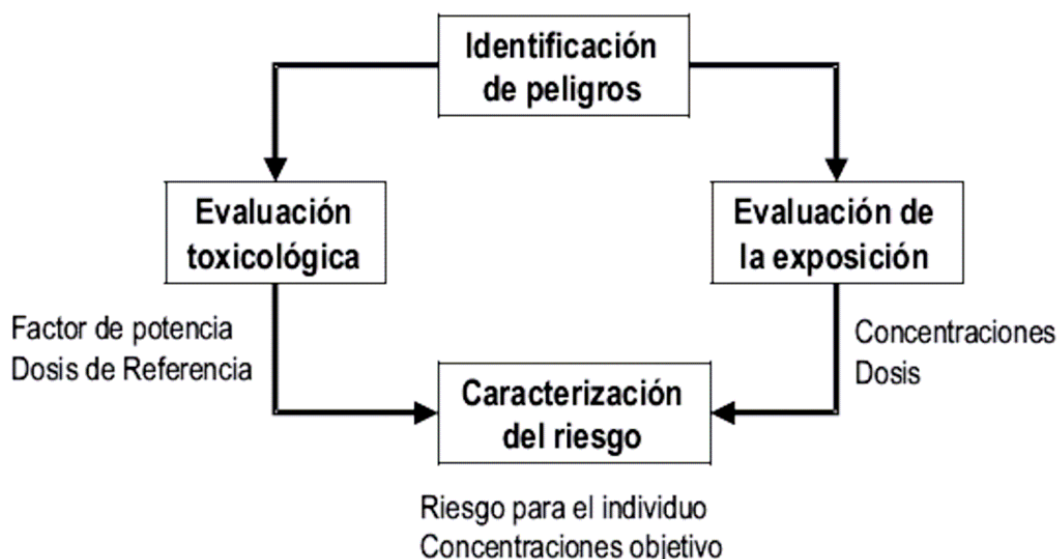 Identificación
de peligros
Evaluación
toxicológica
Evaluación de
la exposición
Factor de potencia
Dosis de Referencia
Concentraciones
Dosis
Caracterización
del riesgo
Riesgo para el individuo
Concentraciones objetivo